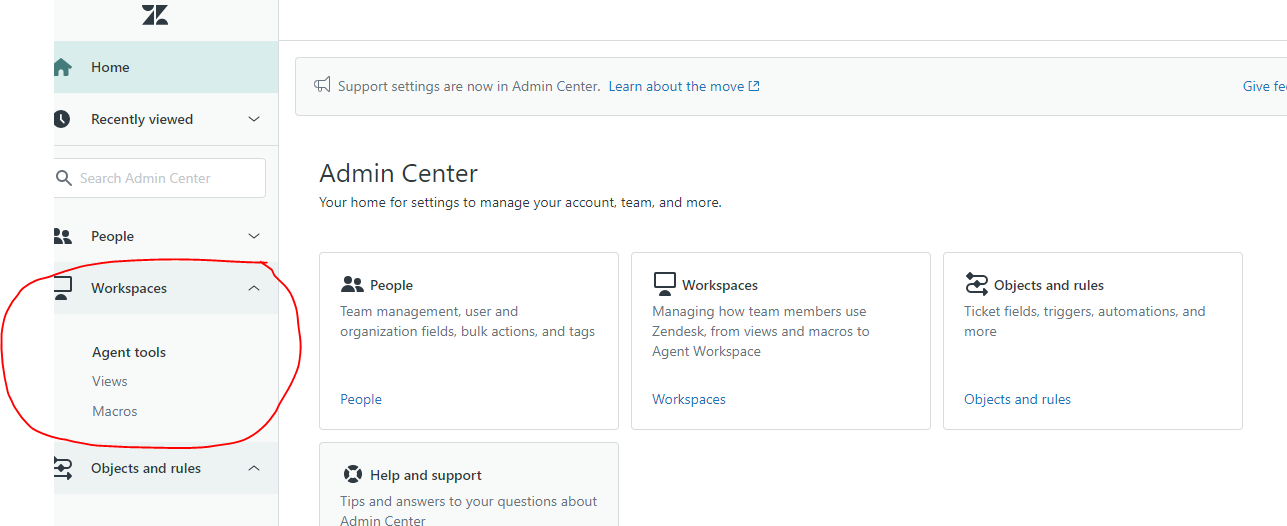 Home
Support settings are now in Admin Center. Learn about the move
Give fe
Recently viewed
Search Admin Center
People
Workspaces
Agent tools
Views
Macros
Objects and rules
Admin Center
Your home for settings to manage your account, team, and more.
People
Team management, user and
organization fields, bulk actions, and tags
People
Workspaces
Managing how team members use
Zendesk, from views and macros to
Agent Workspace
Workspaces
Objects and rules
Ticket fields, triggers, automations, and
more
Objects and rules
Help and support
Tips and answers to your questions about
Admin Center